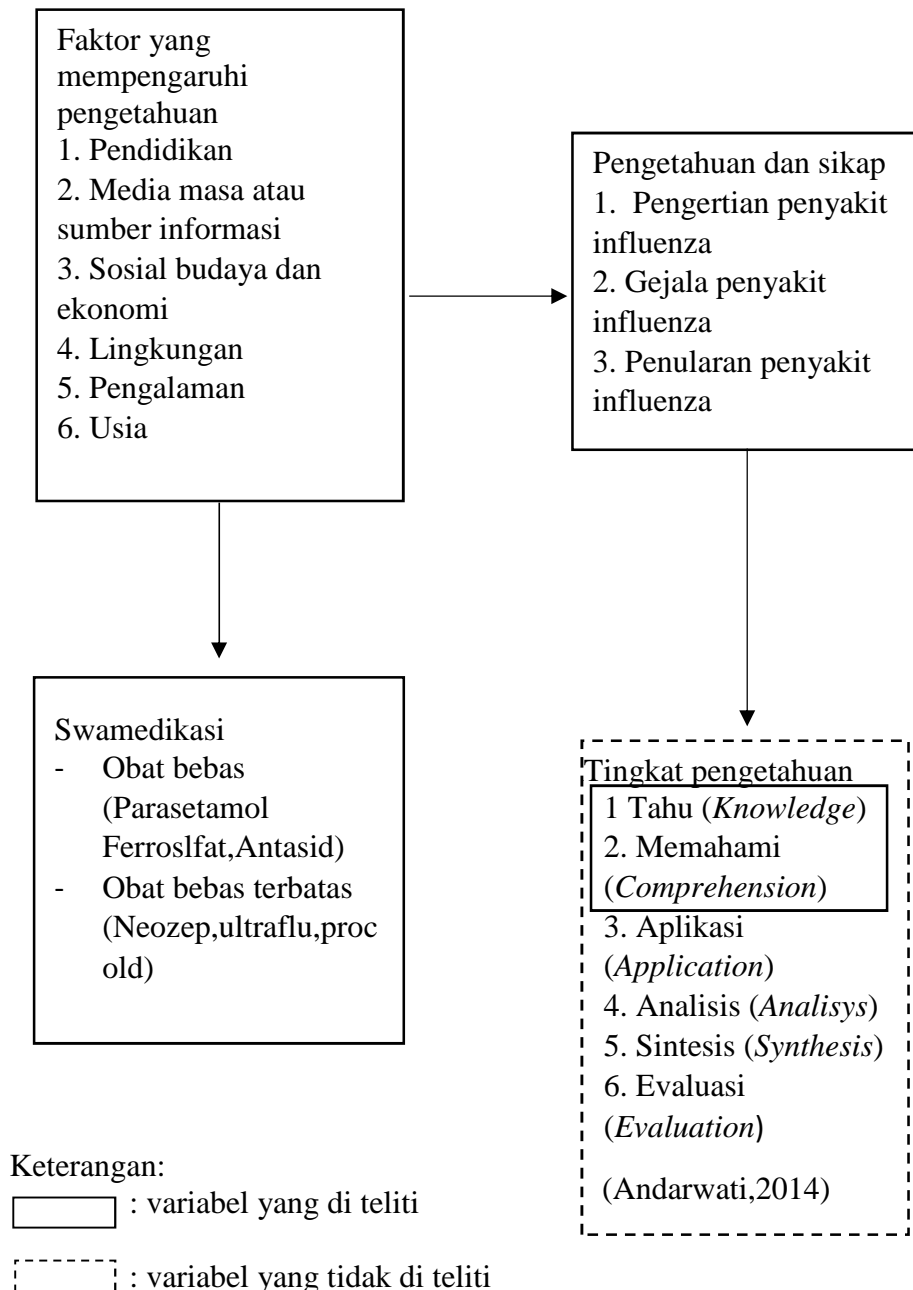 Faktor yang
mempengaruhi
pengetahuan
1. Pendidikan
2. Media masa atau
sumber informasi
3. Sosial budaya dan
ekonomi
4. Lingkungan
5. Pengalaman
6. Usia
Pengetahuan dan sikap
1. Pengertian penyakit
influenza
2. Gejala penyakit
influenza
3. Penularan penyakit
influenza
Swamedikasi
- Obat bebas
(Parasetamol
Ferroslfat,Antasid)
- Obat bebas terbatas
(Neozep,ultraflu,proc
old)
Tingkat pengetahuan
1 Tahu (Knowledge)
2. Memahami
(Comprehension)
3. Aplikasi
(Application)
4. Analisis (Analisys)
5. Sintesis (Synthesis)
6. Evaluasi
(Evaluation)
(Andarwati,2014)
Keterangan:
: variabel yang di teliti
: variabel yang tidak di teliti